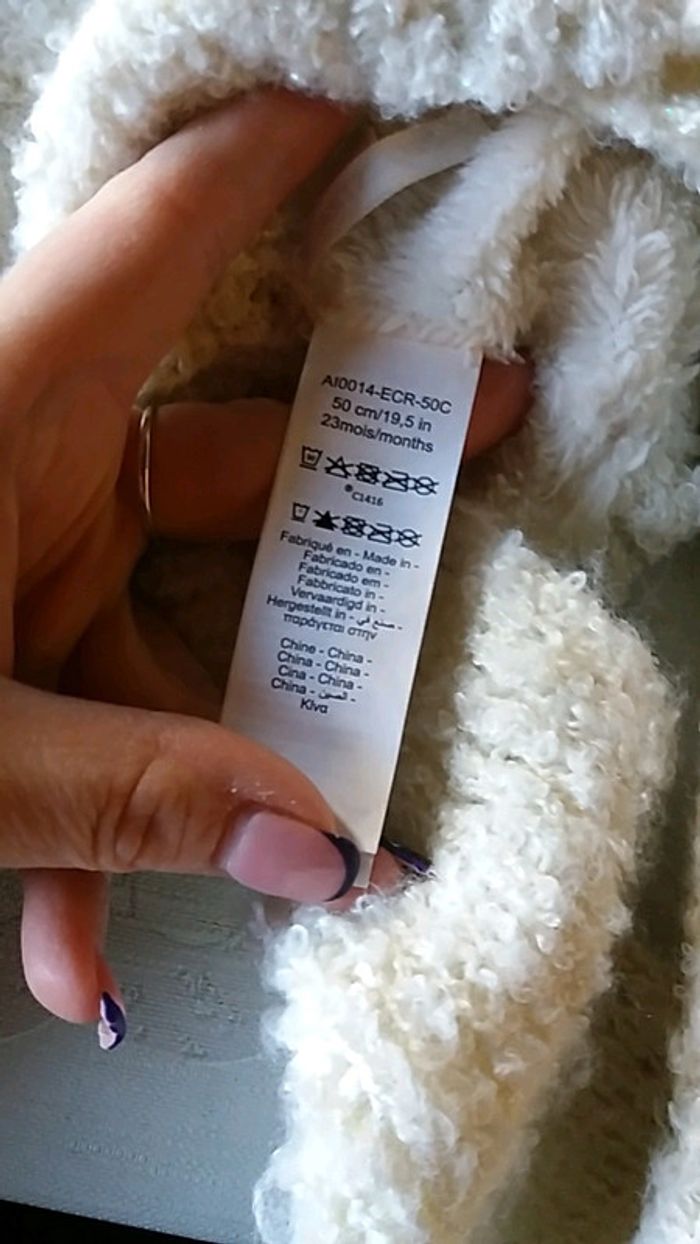 AI0014-ECR-50C
50 cm/19,5 in
23mois/months
®C1416
Fabriqué en - Made in -
Fabricado en -
Fabricado em -
Fabbricato in -
Vervaardigd in -
Hergestellt in - صنع في -
παράγεται στην
Chine - China -
China - China -
Cina - China -
China - الصين -
Κίνα